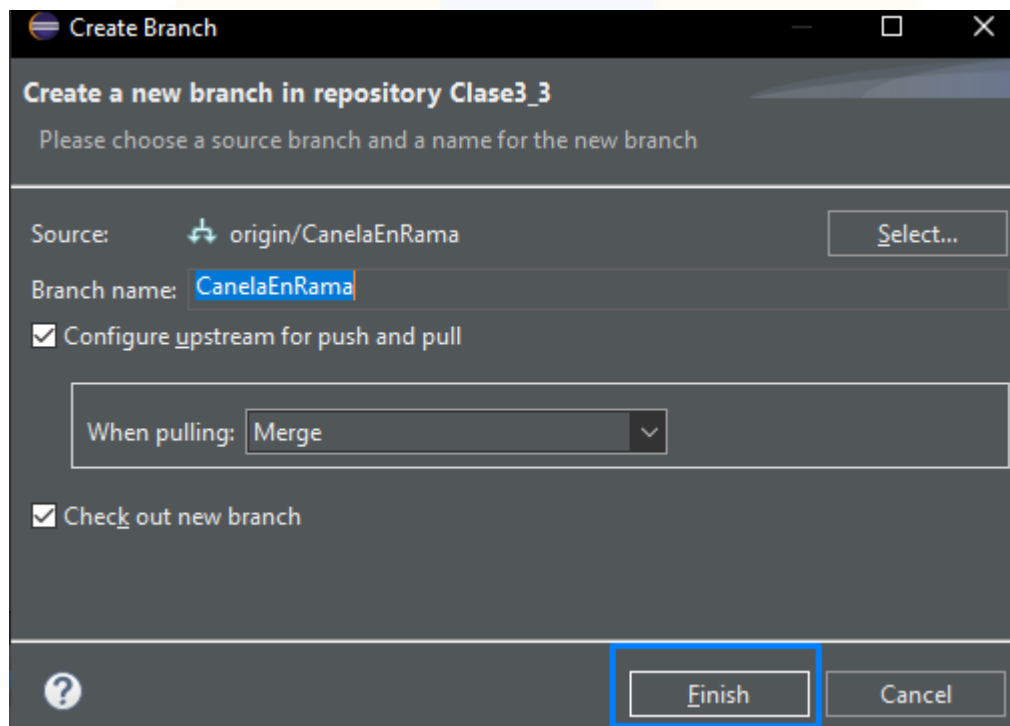 Create Branch
Create a new branch in repository Clase3_3
Please choose a source branch and a name for the new branch
Source: origin/CanelaEnRama Select...
Branch name: CanelaEnRama
Configure upstream for push and pull
When pulling: Merge
Check out new branch
? Finish Cancel